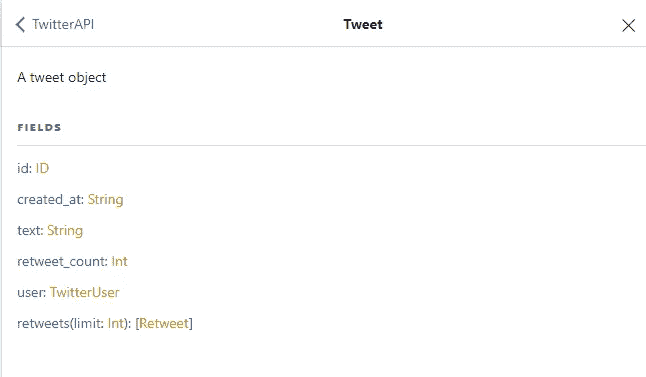 TwitterAPI
Tweet
A tweet object
FIELDS
id: ID
created_at: String
text: String
retweet_count: Int
user: TwitterUser
retweets(limit: Int): [Retweet]